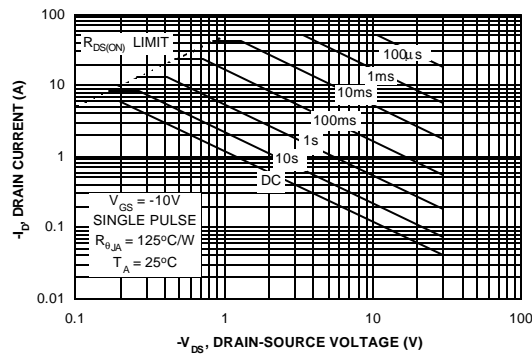 100
R_DS(ON) LIMIT
100μs
1ms
10
10ms
100ms
1s
1
10s
DC
V_GS = -10V
SINGLE PULSE
R_θJA = 125°C/W
T_A = 25°C
0.1
0.01
0.1
1
10
100
-I_D, DRAIN CURRENT (A)
-V_DS, DRAIN-SOURCE VOLTAGE (V)